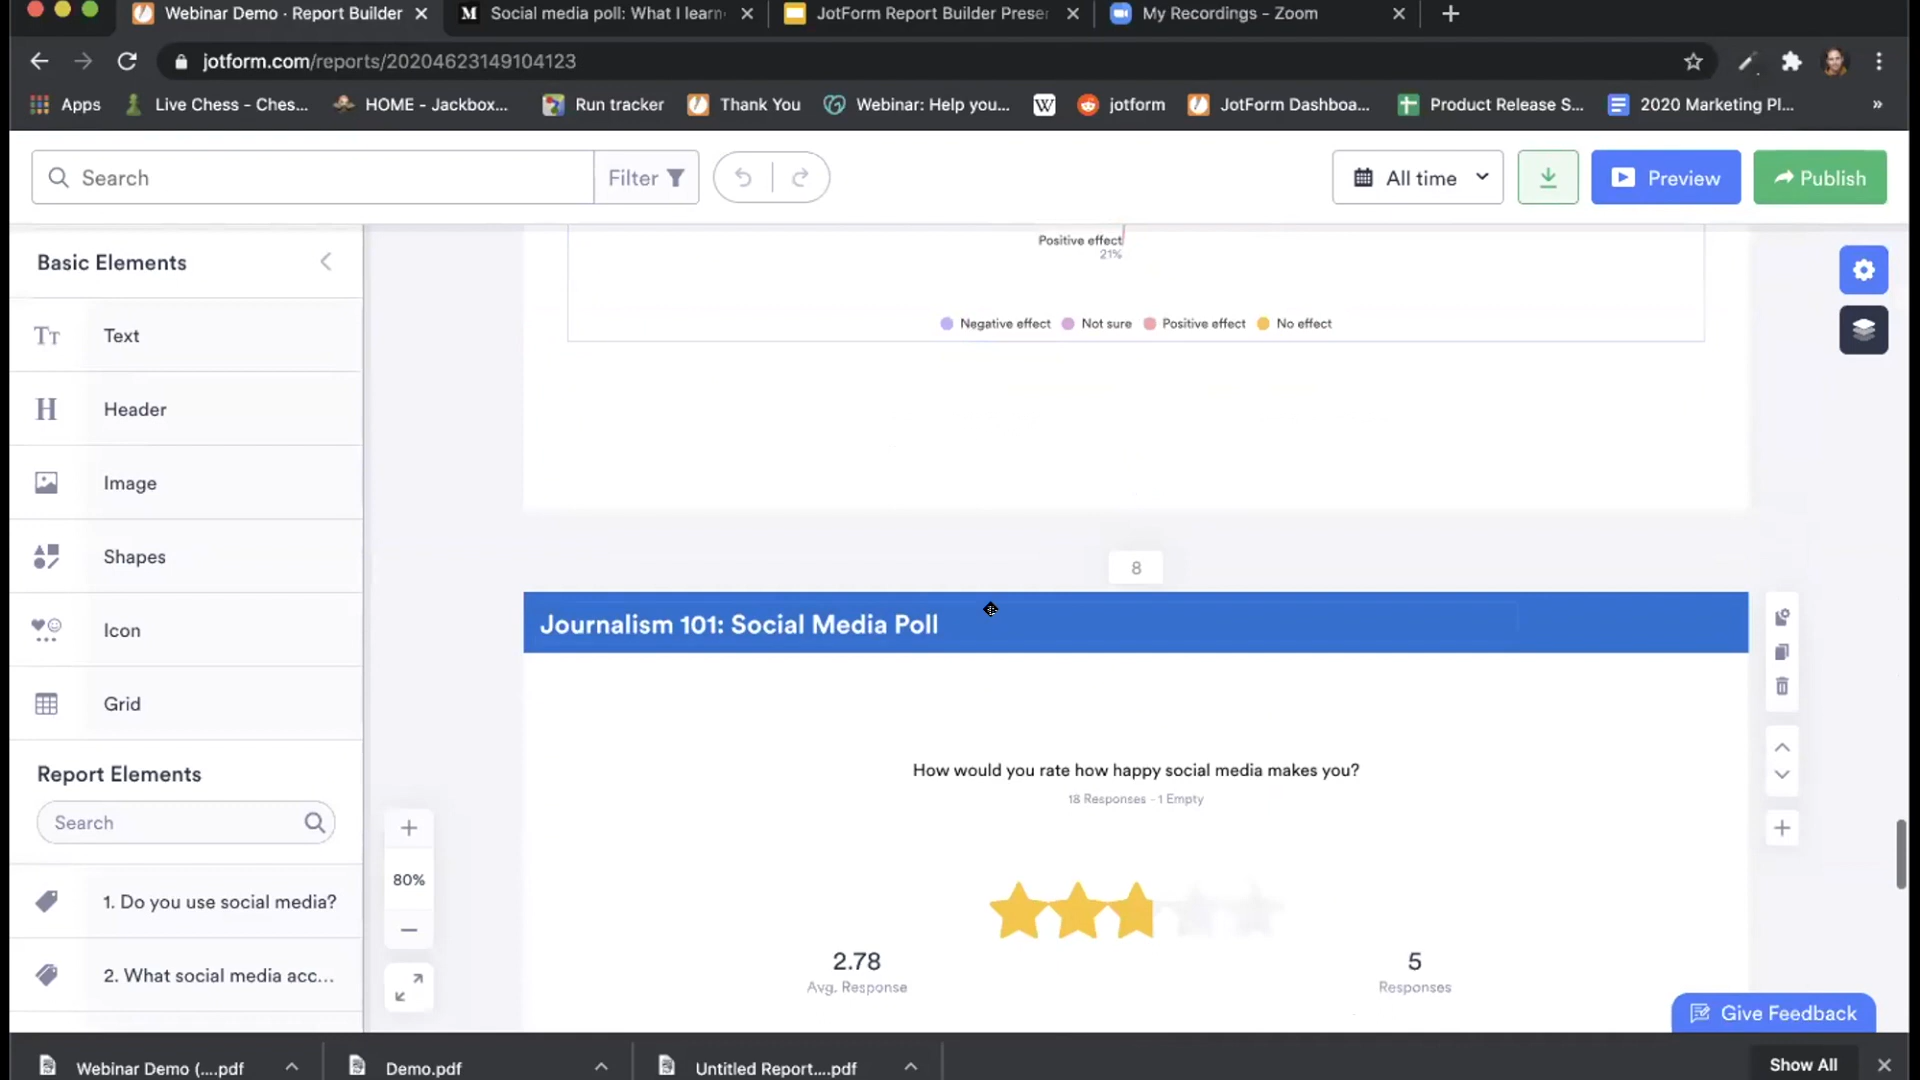 Webinar Demo · Report Builder
Social media poll: What I learn
JotForm Report Builder Preser
My Recordings - Zoom
jotform.com/reports/20204623149104123
Apps
Live Chess - Ches...
HOME - Jackbox...
Run tracker
Thank You
Webinar: Help you...
W
jotform
JotForm Dashboa...
Product Release S...
2020 Marketing Pl...
»
Search
Filter
All time
Preview
Publish
Basic Elements
Text
Header
Image
Shapes
Icon
Grid
Report Elements
Search
1. Do you use social media?
2. What social media acc...
Positive effect
21%
Negative effect
Not sure
Positive effect
No effect
8
Journalism 101: Social Media Poll
How would you rate how happy social media makes you?
18 Responses - 1 Empty
2.78
Avg. Response
5
Responses
80%
Give Feedback
Webinar Demo (....pdf
Demo.pdf
Untitled Report....pdf
Show All